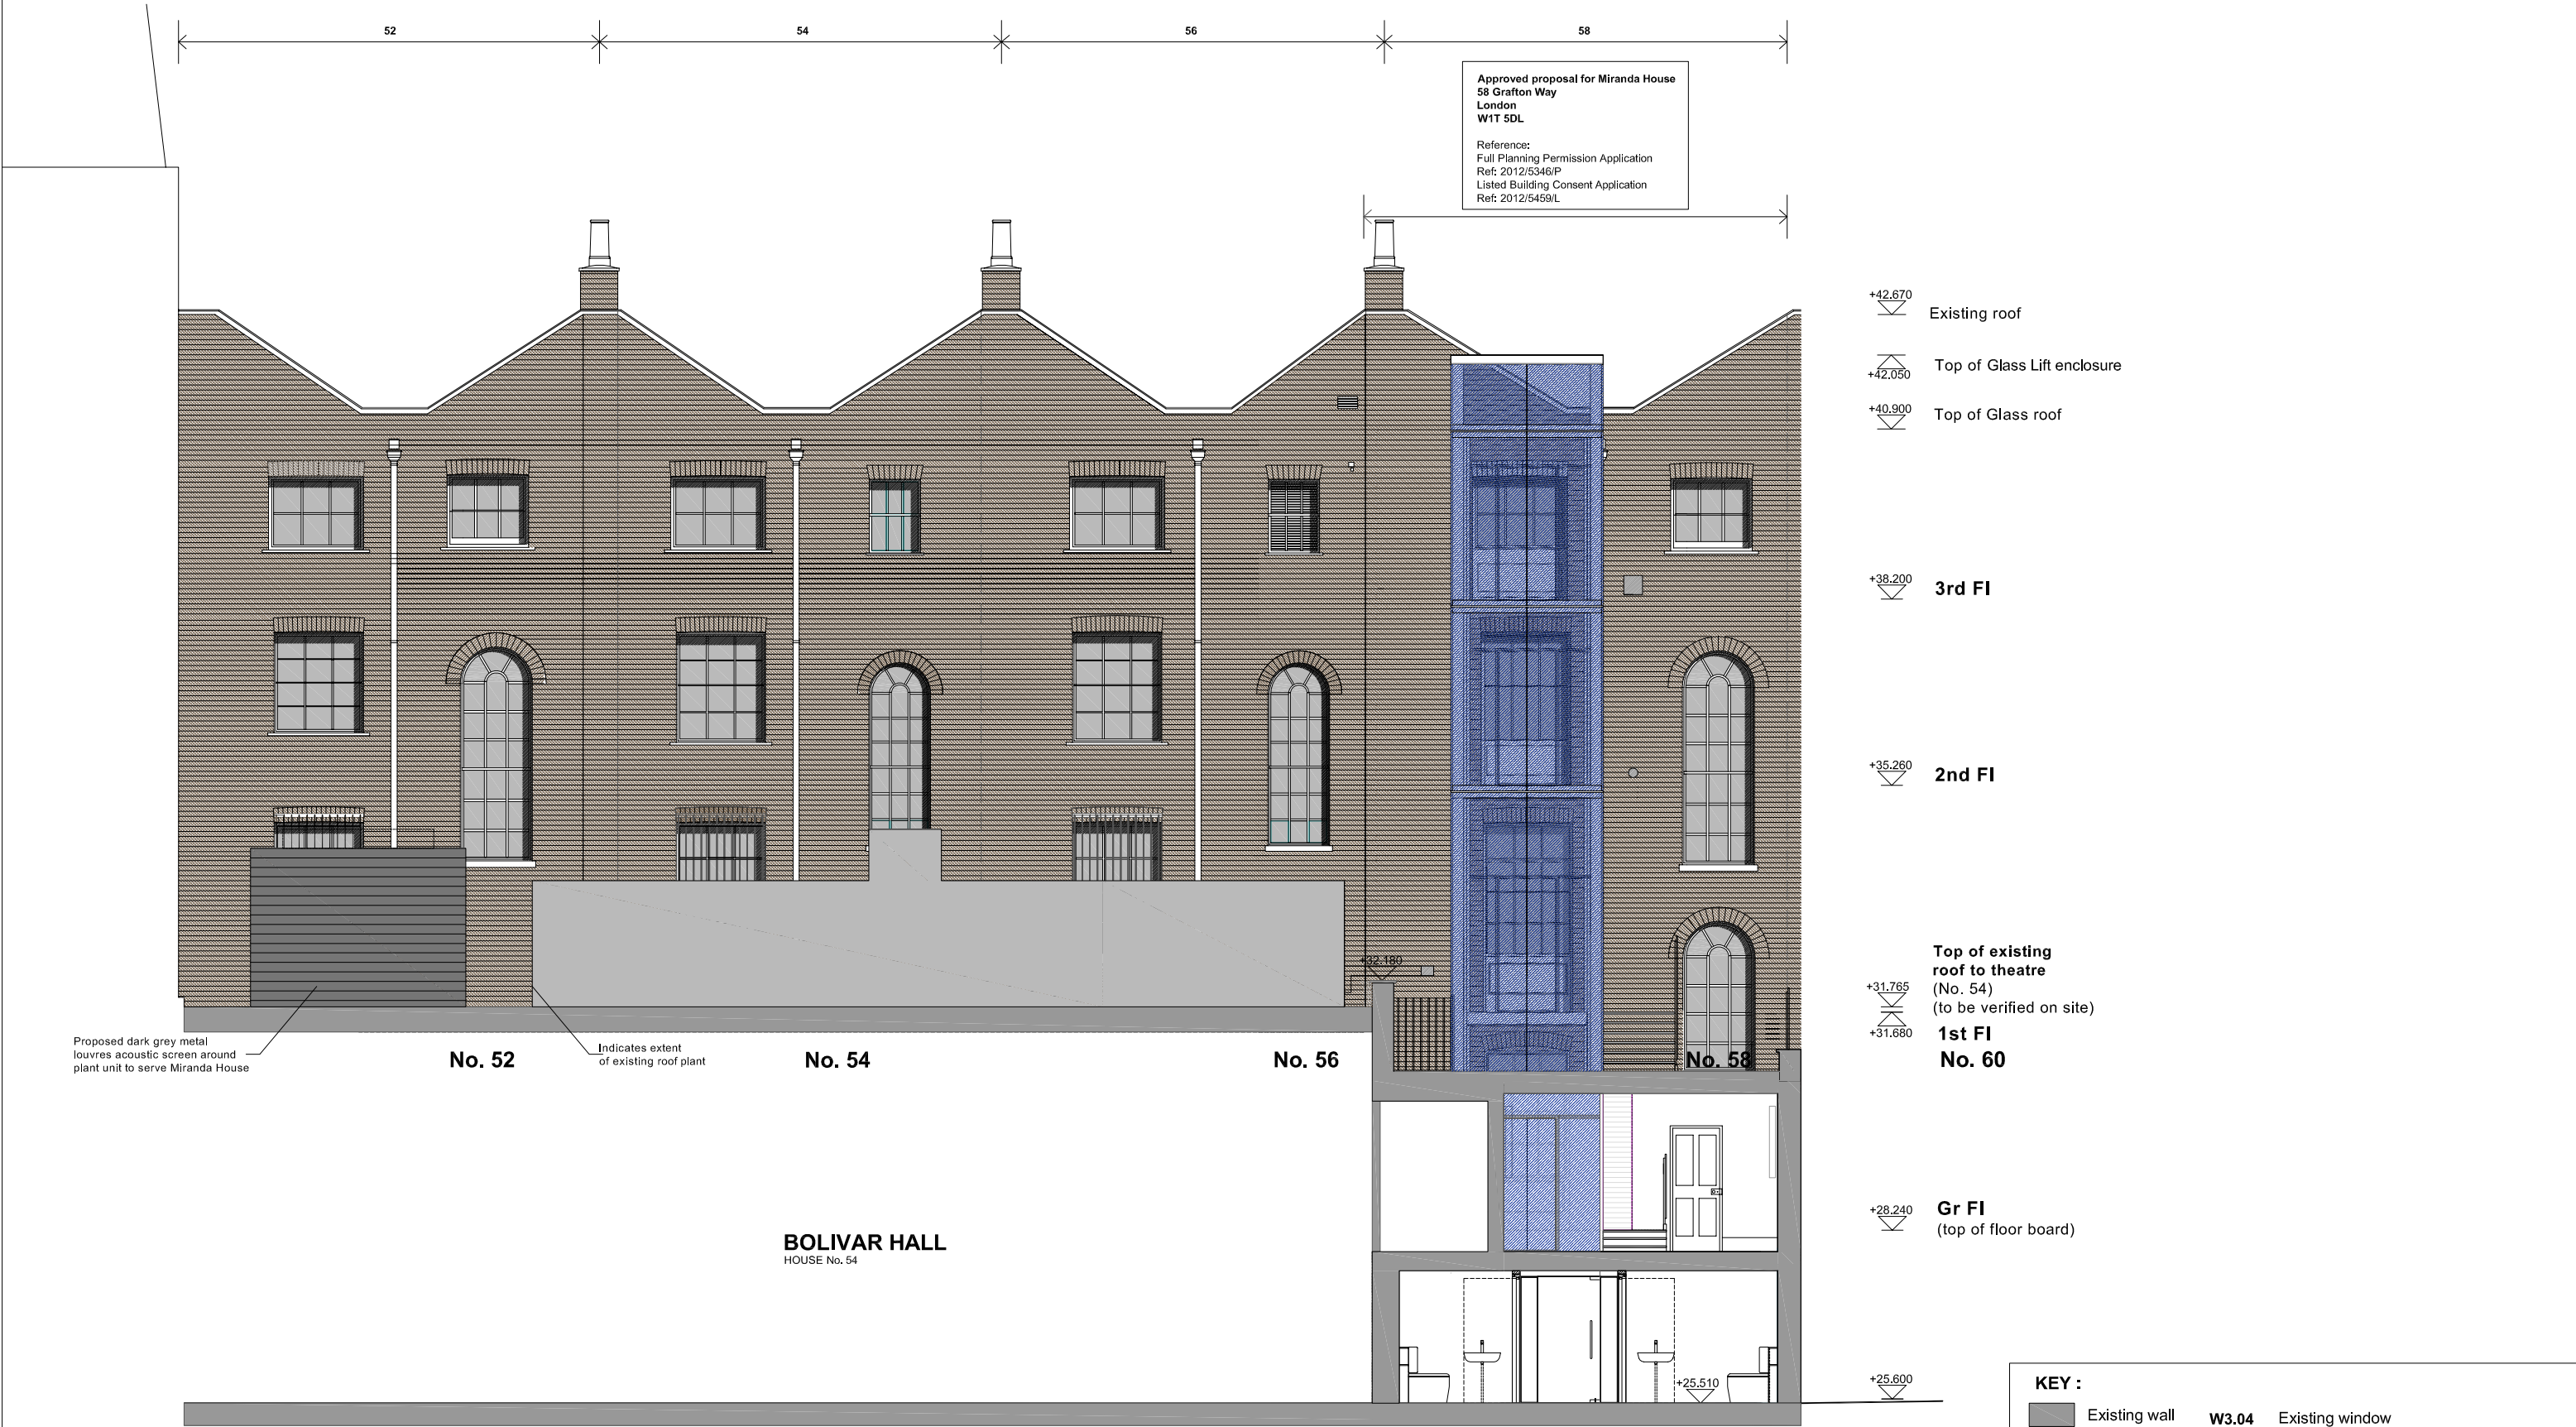 52
54
56
58
Approved proposal for Miranda House
58 Grafton Way
London
W1T 5DL
Reference:
Full Planning Permission Application
Ref: 2012/5346/P
Listed Building Consent Application
Ref: 2012/5459/L
+42.670
Existing roof
Top of Glass Lift enclosure
+42.050
+40.900
Top of Glass roof
+38.200
3rd Fl
+35.260
2nd Fl
+32.180
Top of existing
roof to theatre
(No. 54)
+31.765
(to be verified on site)
+31.680
1st Fl
Proposed dark grey metal
louvres acoustic screen around
plant unit to serve Miranda House
No. 52
Indicates extent
of existing roof plant
No. 54
No. 56
No. 58
No. 60
+28.240
Gr Fl
(top of floor board)
BOLIVAR HALL
HOUSE No. 54
+25.510
+25.600
KEY :
Existing wall
W3.04
Existing window